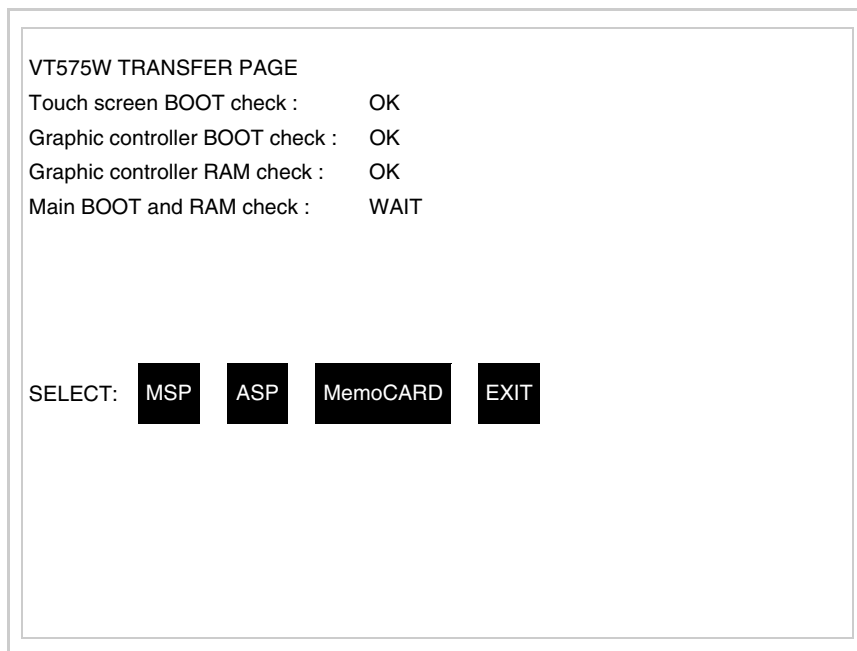 VT575W TRANSFER PAGE
Touch screen BOOT check : OK
Graphic controller BOOT check : OK
Graphic controller RAM check : OK
Main BOOT and RAM check : WAIT
SELECT: MSP ASP MemoCARD EXIT